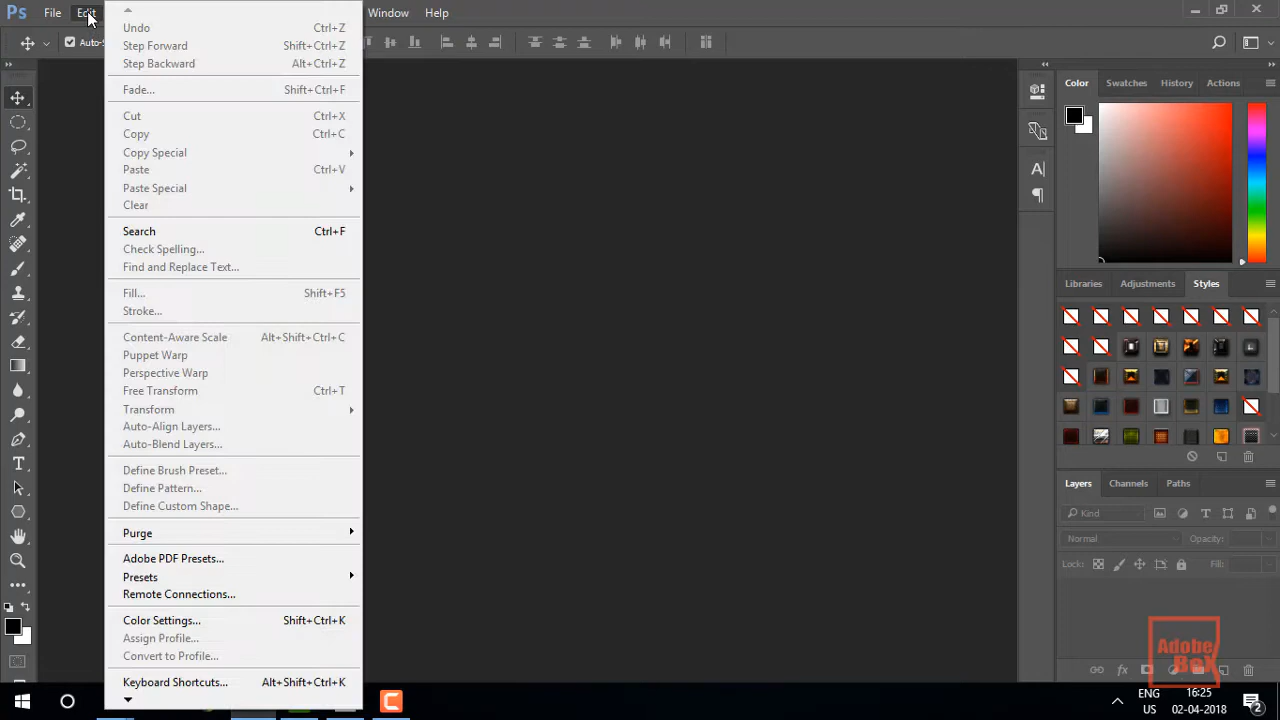 Ps File Edit Window Help
Auto-S
Undo Ctrl+Z
Step Forward Shift+Ctrl+Z
Step Backward Alt+Ctrl+Z
Fade... Shift+Ctrl+F
Cut Ctrl+X
Copy Ctrl+C
Copy Special
Paste Ctrl+V
Paste Special
Clear
Search Ctrl+F
Check Spelling...
Find and Replace Text...
Fill... Shift+F5
Stroke...
Content-Aware Scale Alt+Shift+Ctrl+C
Puppet Warp
Perspective Warp
Free Transform Ctrl+T
Transform
Auto-Align Layers...
Auto-Blend Layers...
Define Brush Preset...
Define Pattern...
Define Custom Shape...
Purge
Adobe PDF Presets...
Presets
Remote Connections...
Color Settings... Shift+Ctrl+K
Assign Profile...
Convert to Profile...
Keyboard Shortcuts... Alt+Shift+Ctrl+K
Color Swatches History Actions
Libraries Adjustments Styles
Layers Channels Paths
Kind
Normal Opacity:
Lock: Fill:
Adobe
BoX
ENG 16:25
US 02-04-2018
2